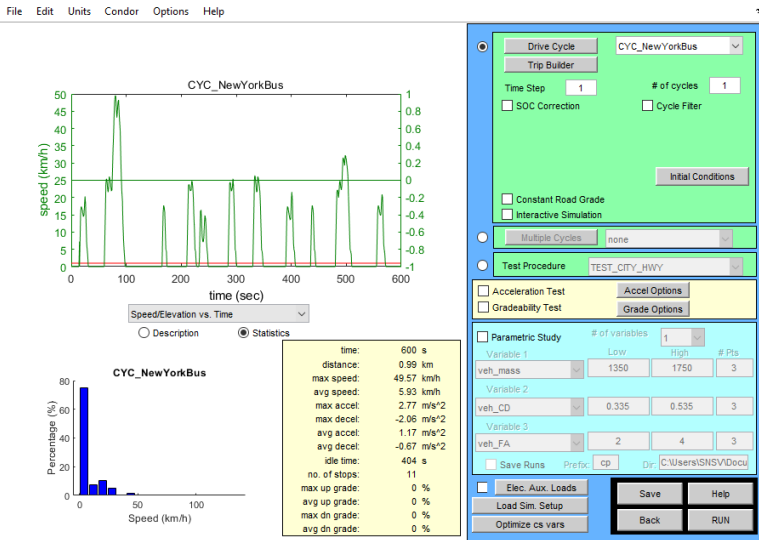 File Edit Units Condor Options Help
CYC_NewYorkBus
speed (km/h)
50 1
45 0.8
40 0.6
35 0.4
30 0.2
25 0
20 -0.2
15 -0.4
10 -0.6
5 -0.8
0 -1
0 100 200 300 400 500 600
time (sec)
Speed/Elevation vs. Time
Description Statistics
CYC_NewYorkBus
Percentage (%)
80
60
40
20
0
0 50 100
Speed (km/h)
time: 600 s
distance: 0.99 km
max speed: 49.57 km/h
avg speed: 5.93 km/h
max accel: 2.77 m/s^2
max decel: -2.06 m/s^2
avg accel: 1.17 m/s^2
avg decel: -0.67 m/s^2
idle time: 404 s
no. of stops: 11
max up grade: 0 %
avg up grade: 0 %
max dn grade: 0 %
avg dn grade: 0 %
Drive Cycle CYC_NewYorkBus
Trip Builder
Time Step 1 # of cycles 1
SOC Correction Cycle Filter
Initial Conditions
Constant Road Grade
Interactive Simulation
Multiple Cycles none
Test Procedure TEST_CITY_HWY
Acceleration Test Accel Options
Gradeability Test Grade Options
Parametric Study # of variables 1
Variable 1 Low High # Pts
veh_mass 1350 1750 3
Variable 2
veh_CD 0.335 0.535 3
Variable 3
veh_FA 2 4 3
Save Runs Prefix: cp Dir: C:\Users\SNSV\Docu
Elec. Aux. Loads
Load Sim. Setup
Optimize cs vars
Save Help
Back RUN